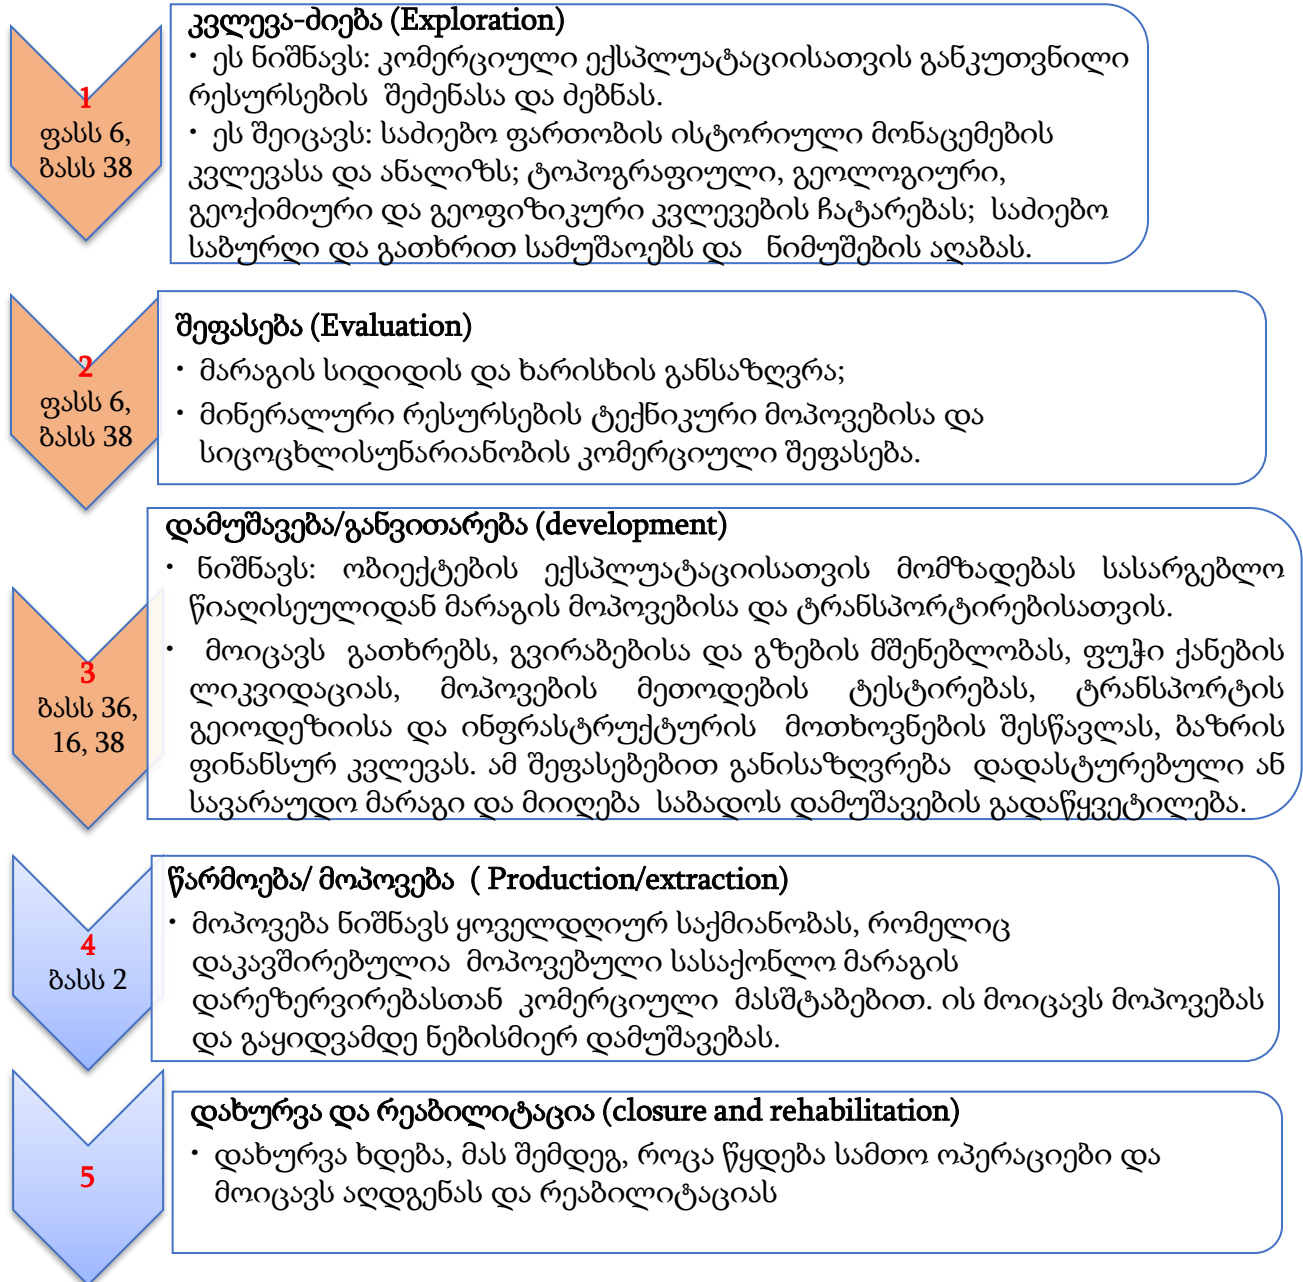 კვლევა-ძიება (Exploration)
• ეს ნიშნავს: კომერციული ექსპლუატაციისათვის განკუთვნილი
რესურსების შეძენასა და ძებნას.
• ეს შეიცავს: საძიებო ფართობის ისტორიული მონაცემების
კვლევასა და ანალიზს; ტოპოგრაფიული, გეოლოგიური,
გეოქიმიური და გეოფიზიკური კვლევების ჩატარებას; საძიებო
საბურღი და გათხრით სამუშაოებს და ნიმუშების აღაბას.
1
ფასს 6,
ბასს 38
შეფასება (Evaluation)
• მარაგის სიდიდის და ხარისხის განსაზღვრა;
• მინერალური რესურსების ტექნიკური მოპოვებისა და
სიცოცხლისუნარიანობის კომერციული შეფასება.
2
ფასს 6,
ბასს 38
დამუშავება/განვითარება (development)
• ნიშნავს: ობიექტების ექსპლუატაციისათვის მომზადებას სასარგებლო
წიაღისეულიდან მარაგის მოპოვებისა და ტრანსპორტირებისათვის.
• მოიცავს გათხრებს, გვირაბებისა და გზების მშენებლობას, ფუჭი ქანების
ლიკვიდაციას, მოპოვების მეთოდების ტესტირებას, ტრანსპორტის
გეიოდეზიისა და ინფრასტრუქტურის მოთხოვნების შესწავლას, ბაზრის
ფინანსურ კვლევას. ამ შეფასებებით განისაზღვრება დადასტურებული ან
სავარაუდო მარაგი და მიიღება საბადოს დამუშავების გადაწყვეტილება.
3
ბასს 36,
16, 38
წარმოება/ მოპოვება ( Production/extraction)
• მოპოვება ნიშნავს ყოველდღიურ საქმიანობას, რომელიც
დაკავშირებულია მოპოვებული სასაქონლო მარაგის
დარეზერვირებასთან კომერციული მასშტაბებით. ის მოიცავს მოპოვებას
და გაყიდვამდე ნებისმიერ დამუშავებას.
4
ბასს 2
დახურვა და რეაბილიტაცია (closure and rehabilitation)
• დახურვა ხდება, მას შემდეგ, როცა წყდება სამთო ოპერაციები და
მოიცავს აღდგენას და რეაბილიტაციას
5